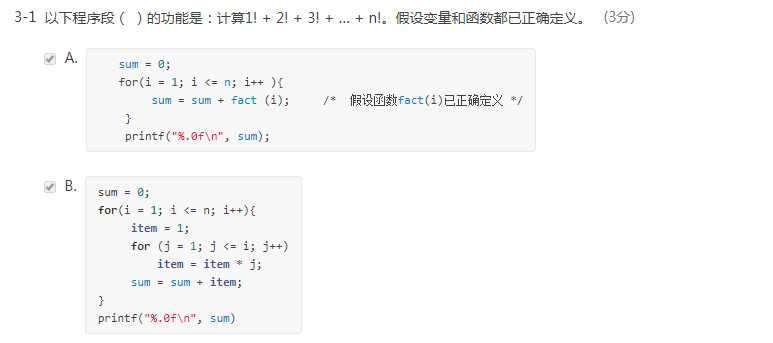 3-1 以下程序段 ( ) 的功能是：计算1! + 2! + 3! + ... + n!。假设变量和函数都已正确定义。 (3分)
A.
sum = 0;
for(i = 1; i <= n; i++ ){
sum = sum + fact (i); /* 假设函数fact(i)已正确定义 */
}
printf("%.0f\n", sum);
B.
sum = 0;
for(i = 1; i <= n; i++){
item = 1;
for (j = 1; j <= i; j++)
item = item * j;
sum = sum + item;
}
printf("%.0f\n", sum)